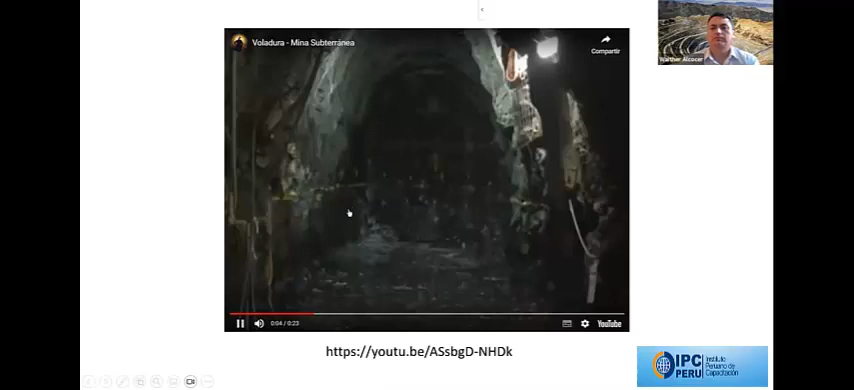 Voladura - Mina Subterránea
Compartir
Walther Alcocer
0:04 / 0:23
YouTube
https://youtu.be/ASsbgD-NHDk
IPC
PERU
Instituto
Peruano de
Capacitación